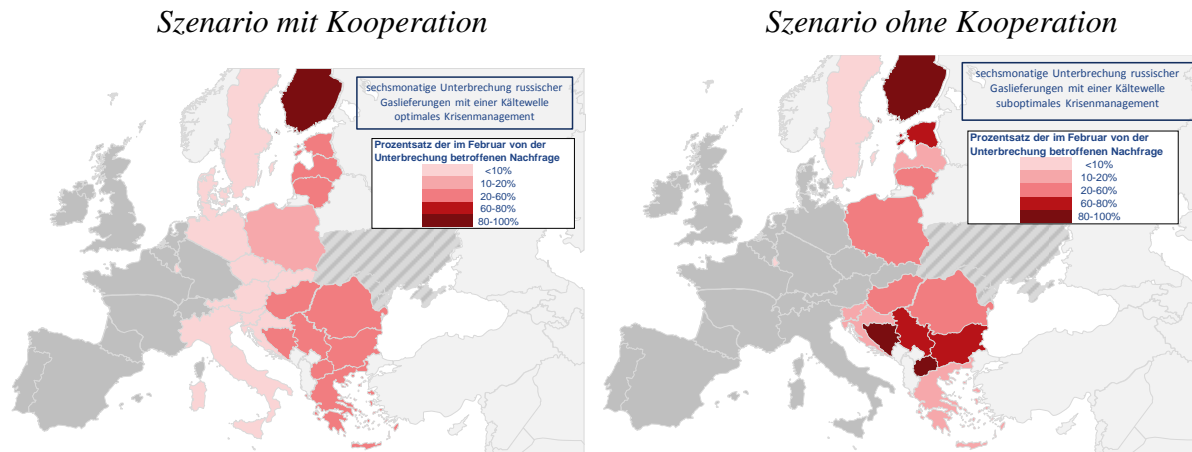 Szenario mit Kooperation
sechsmonatige Unterbrechung russischer
Gaslieferungen mit einer Kältewelle
optimales Krisenmanagement
Prozentsatz der im Februar von der
Unterbrechung betroffenen Nachfrage
<10%
10-20%
20-60%
60-80%
80-100%
Szenario ohne Kooperation
sechsmonatige Unterbrechung russischer
Gaslieferungen mit einer Kältewelle
suboptimales Krisenmanagement
Prozentsatz der im Februar von der
Unterbrechung betroffenen Nachfrage
<10%
10-20%
20-60%
60-80%
80-100%